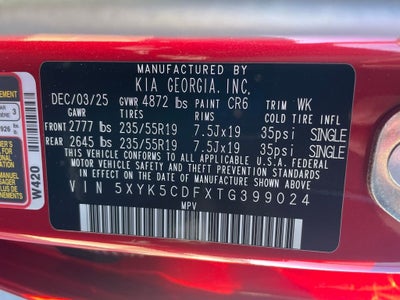 MANUFACTURED BY
KIA GEORGIA. INC,
DEC/03/25 GVWR 4872 lbs PAINT CR6 TRIM WK
GAWR TIRES RIMS COLD TIRE INFL
FRONT 2777 lbs 235/55R19 7.5Jx19 35psi SINGLE
REAR 2645 lbs 235/55R19 7.5Jx19 35psi SINGLE
THIS VEHICLE CONFORMS TO ALL APPLICABLE U.S.A. FEDERAL
MOTOR VEHICLE SAFETY, BUMPER,
AND THEFT PREVENTION STANDARDS
IN EFFECT ON THE DATE OF MANUFACTURE SHOWN ABOVE.
VIN 5XYK5CDFXTG399024
MPV
W420
3